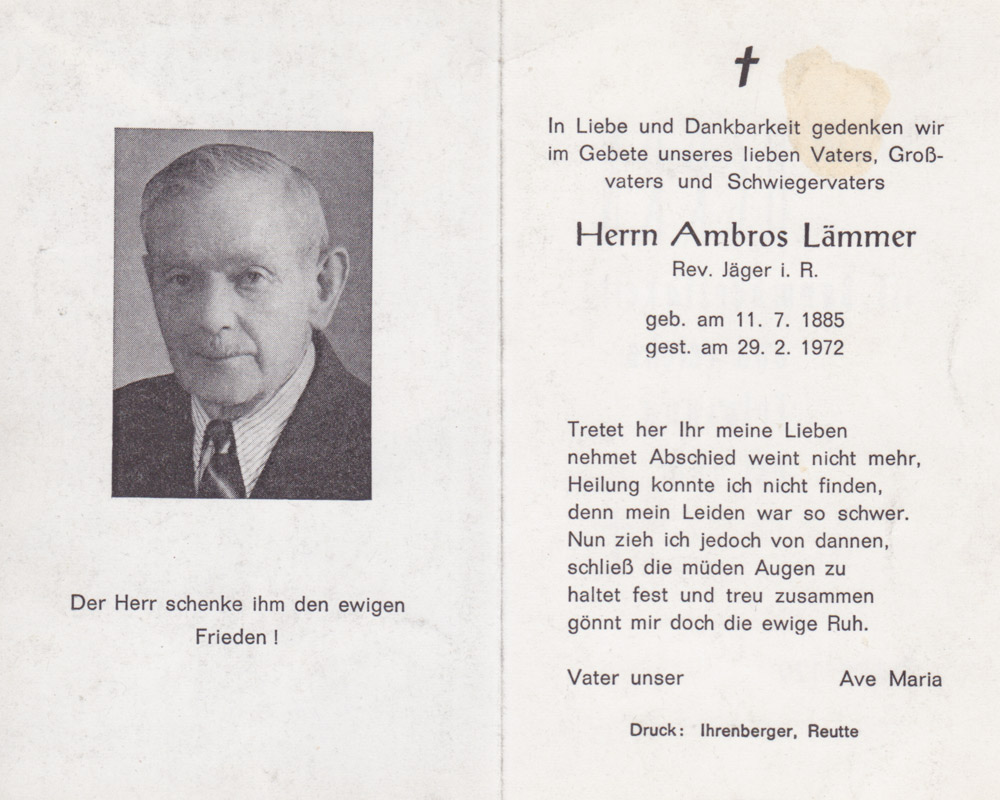 Der Herr schenke ihm den ewigen
Frieden !
In Liebe und Dankbarkeit gedenken wir
im Gebete unseres lieben Vaters, Groß-
vaters und Schwiegervaters
Herrn Ambros Lämmer
Rev. Jäger i. R.
geb. am 11. 7. 1885
gest. am 29. 2. 1972
Tretet her Ihr meine Lieben
nehmet Abschied weint nicht mehr,
Heilung konnte ich nicht finden,
denn mein Leiden war so schwer.
Nun zieh ich jedoch von dannen,
schließ die müden Augen zu
haltet fest und treu zusammen
gönnt mir doch die ewige Ruh.
Vater unser Ave Maria
Druck: Ihrenberger, Reutte